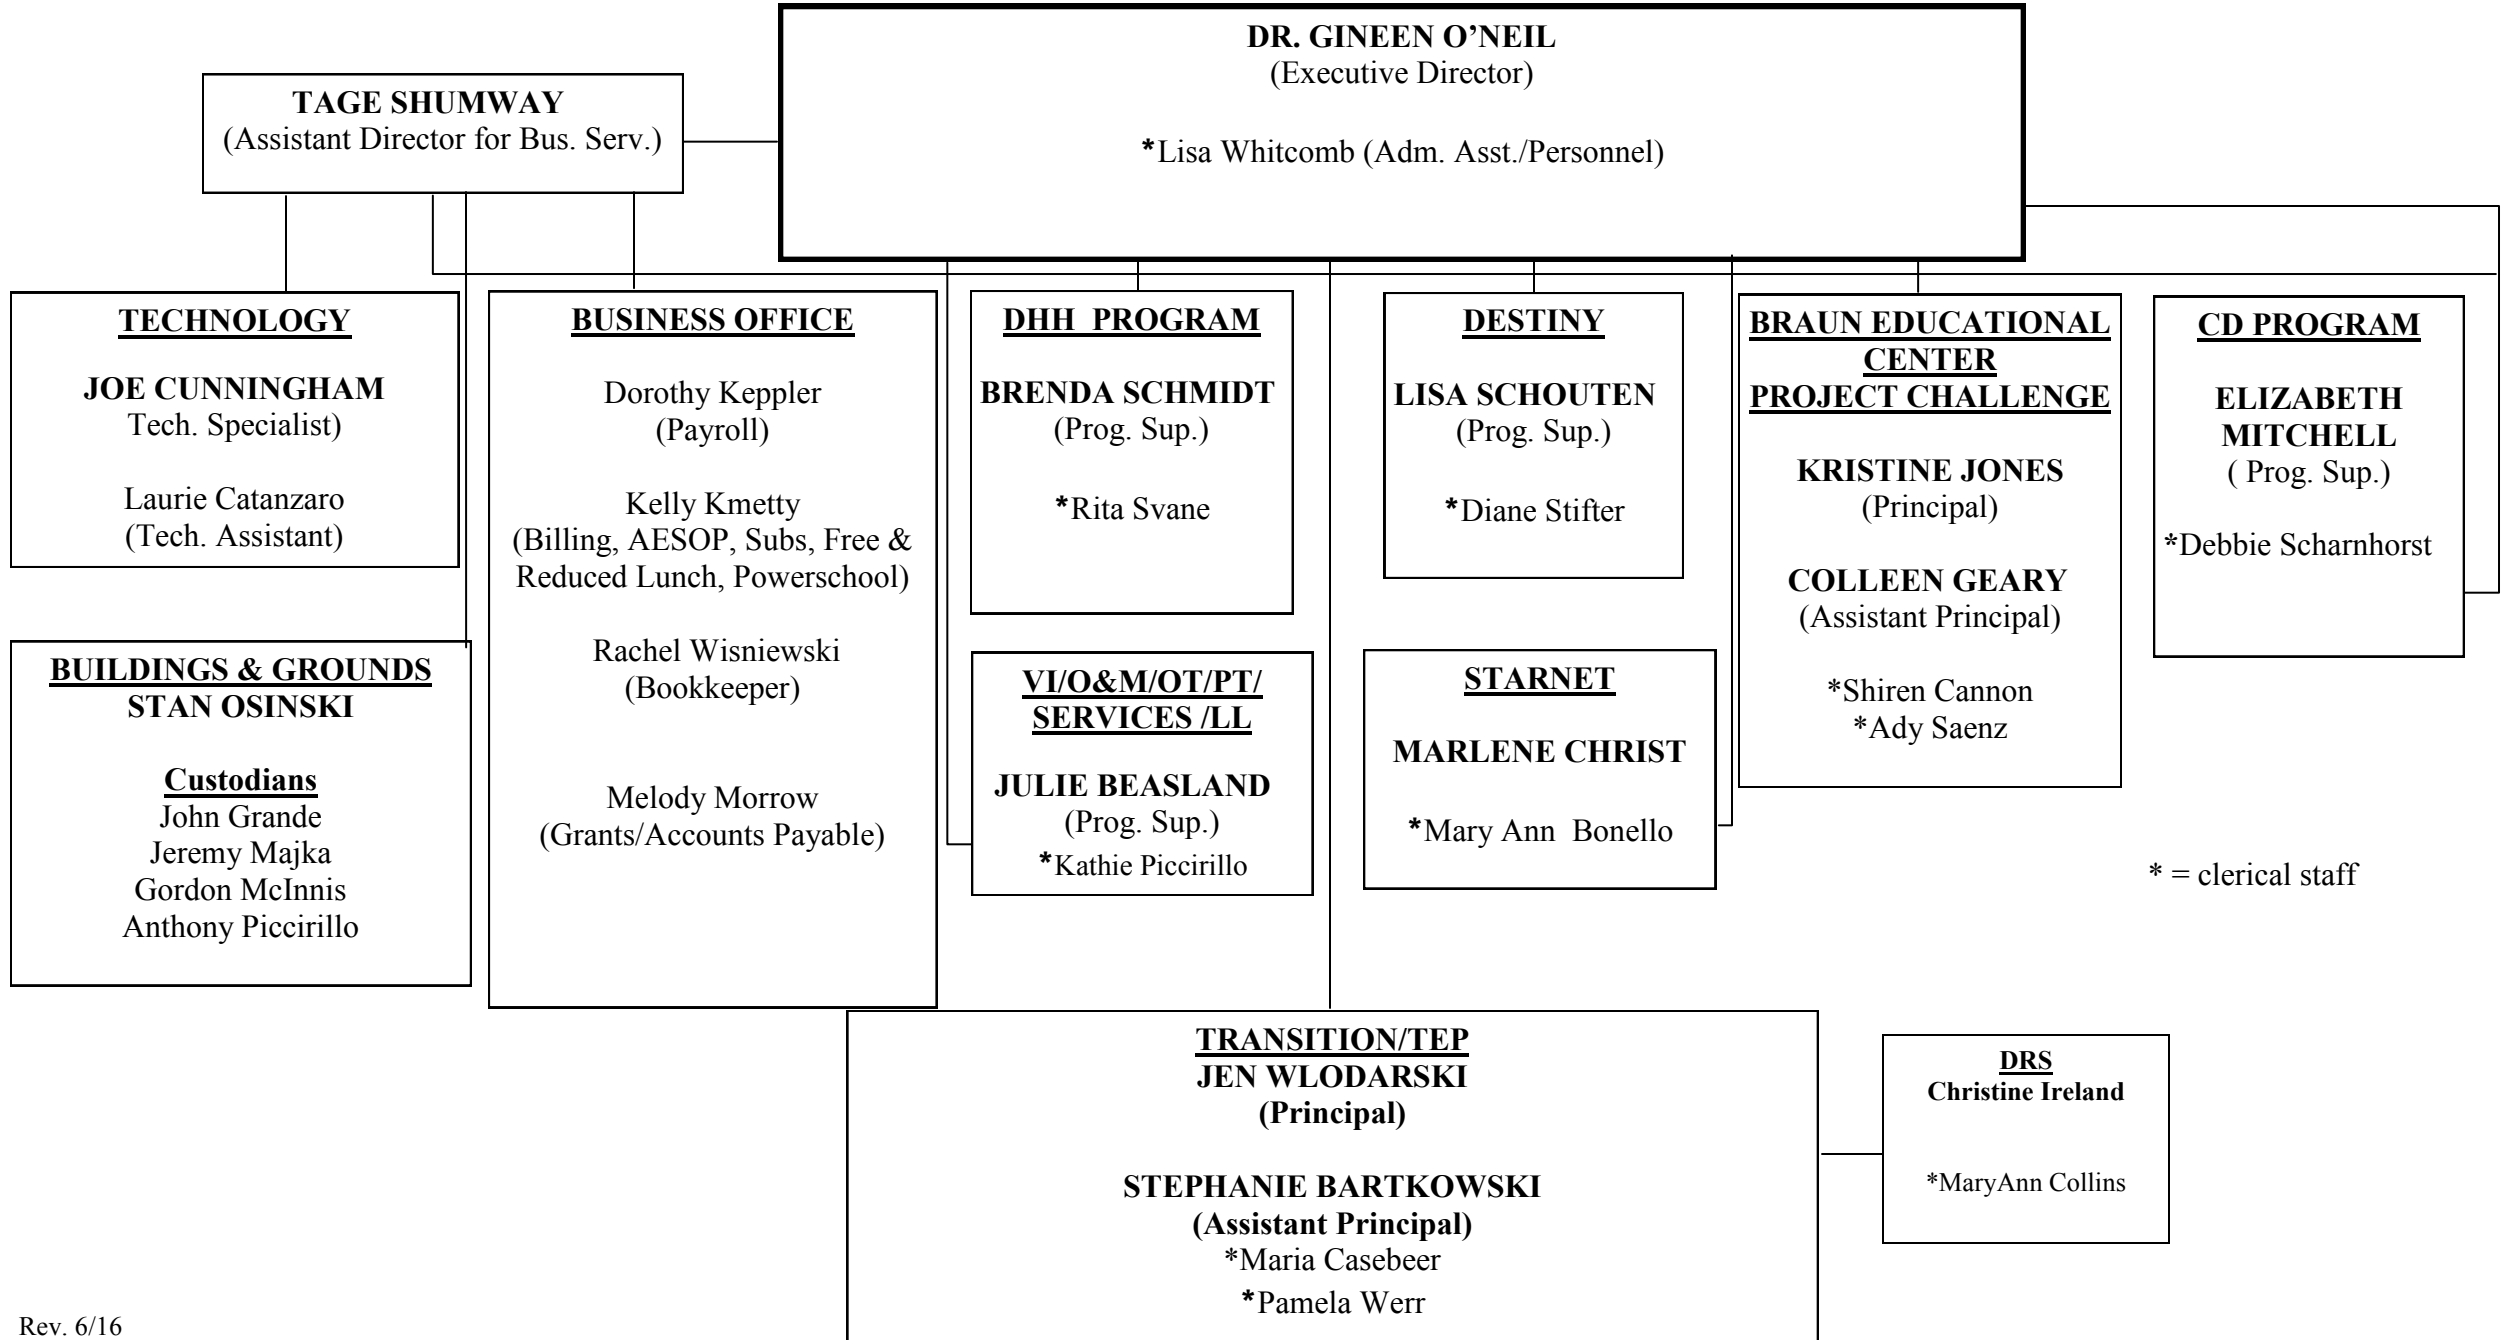 DR. GINEEN O’NEIL
(Executive Director)
*Lisa Whitcomb (Adm. Asst./Personnel)
TAGE SHUMWAY
(Assistant Director for Bus. Serv.)
TECHNOLOGY
JOE CUNNINGHAM
Tech. Specialist)
Laurie Catanzaro
(Tech. Assistant)
BUILDINGS & GROUNDS
STAN OSINSKI
Custodians
John Grande
Jeremy Majka
Gordon McInnis
Anthony Piccirillo
BUSINESS OFFICE
Dorothy Keppler
(Payroll)
Kelly Kmetty
(Billing, AESOP, Subs, Free &
Reduced Lunch, Powerschool)
Rachel Wisniewski
(Bookkeeper)
Melody Morrow
(Grants/Accounts Payable)
DHH PROGRAM
BRENDA SCHMIDT
(Prog. Sup.)
*Rita Svane
VI/O&M/OT/PT/
SERVICES /LL
JULIE BEASLAND
(Prog. Sup.)
*Kathie Piccirillo
DESTINY
LISA SCHOUTEN
(Prog. Sup.)
*Diane Stifter
STARNET
MARLENE CHRIST
*Mary Ann Bonello
BRAUN EDUCATIONAL
CENTER
PROJECT CHALLENGE
KRISTINE JONES
(Principal)
COLLEEN GEARY
(Assistant Principal)
*Shiren Cannon
*Ady Saenz
CD PROGRAM
ELIZABETH
MITCHELL
( Prog. Sup.)
*Debbie Scharnhorst
* = clerical staff
TRANSITION/TEP
JEN WLODARSKI
(Principal)
STEPHANIE BARTKOWSKI
(Assistant Principal)
*Maria Casebeer
*Pamela Werr
DRS
Christine Ireland
*MaryAnn Collins
Rev. 6/16